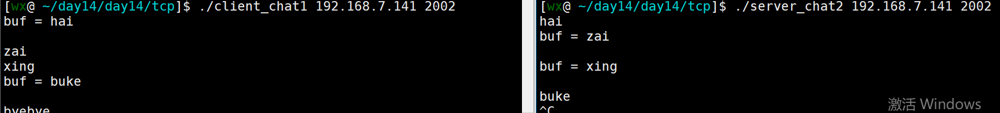 [wx@ ~/day14/day14/tcp]$ ./client_chat1 192.168.7.141 2002
buf = hai
zai
xing
buf = buke
byebye
[wx@ ~/day14/day14/tcp]$ ./server_chat2 192.168.7.141 2002
hai
buf = zai
buf = xing
buke
^C
激活 Windows